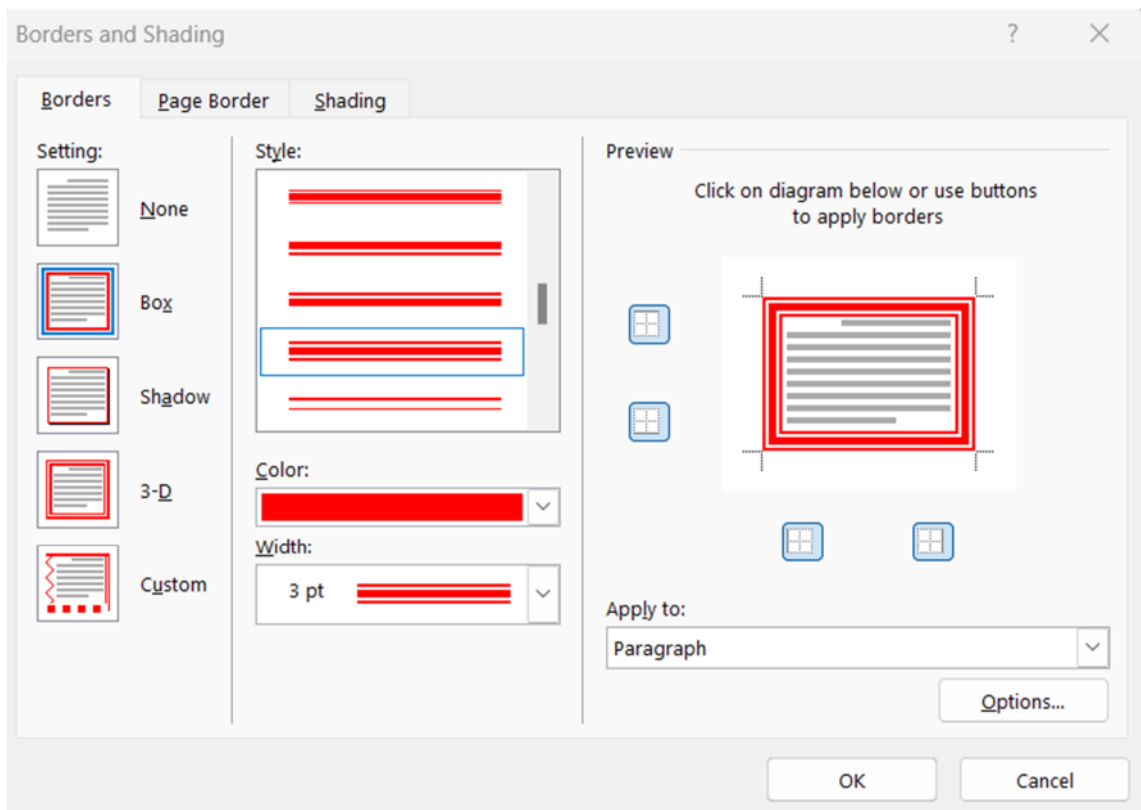 Borders and Shading
?
Borders
Page Border
Shading
Setting:
None
Box
Shadow
3-D
Custom
Style:
Color:
Width:
3 pt
Preview
Click on diagram below or use buttons
to apply borders
Apply to:
Paragraph
Options...
OK
Cancel